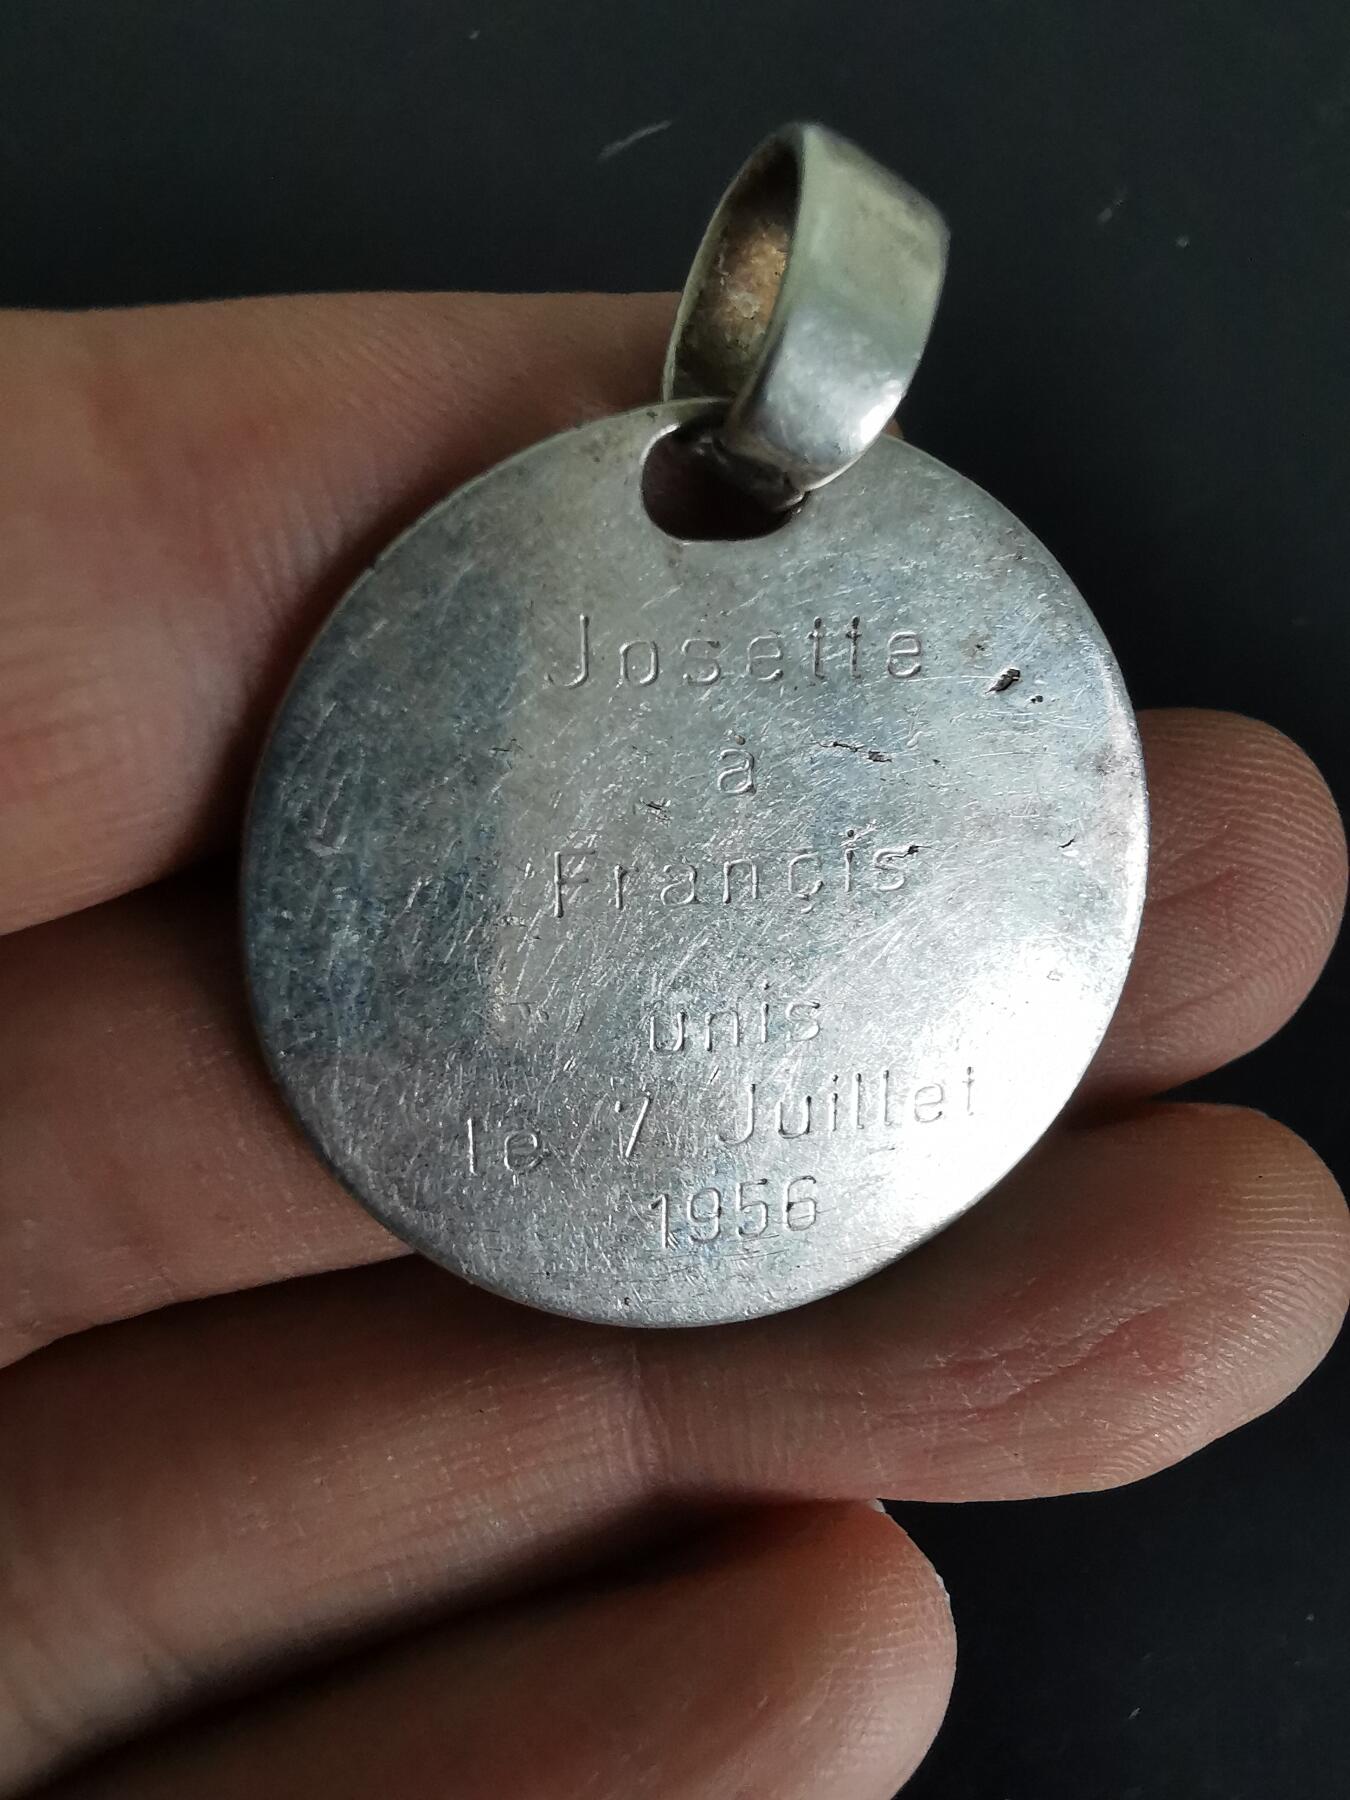 Josette
à
Françis
unis
le 7 Juillet
1956